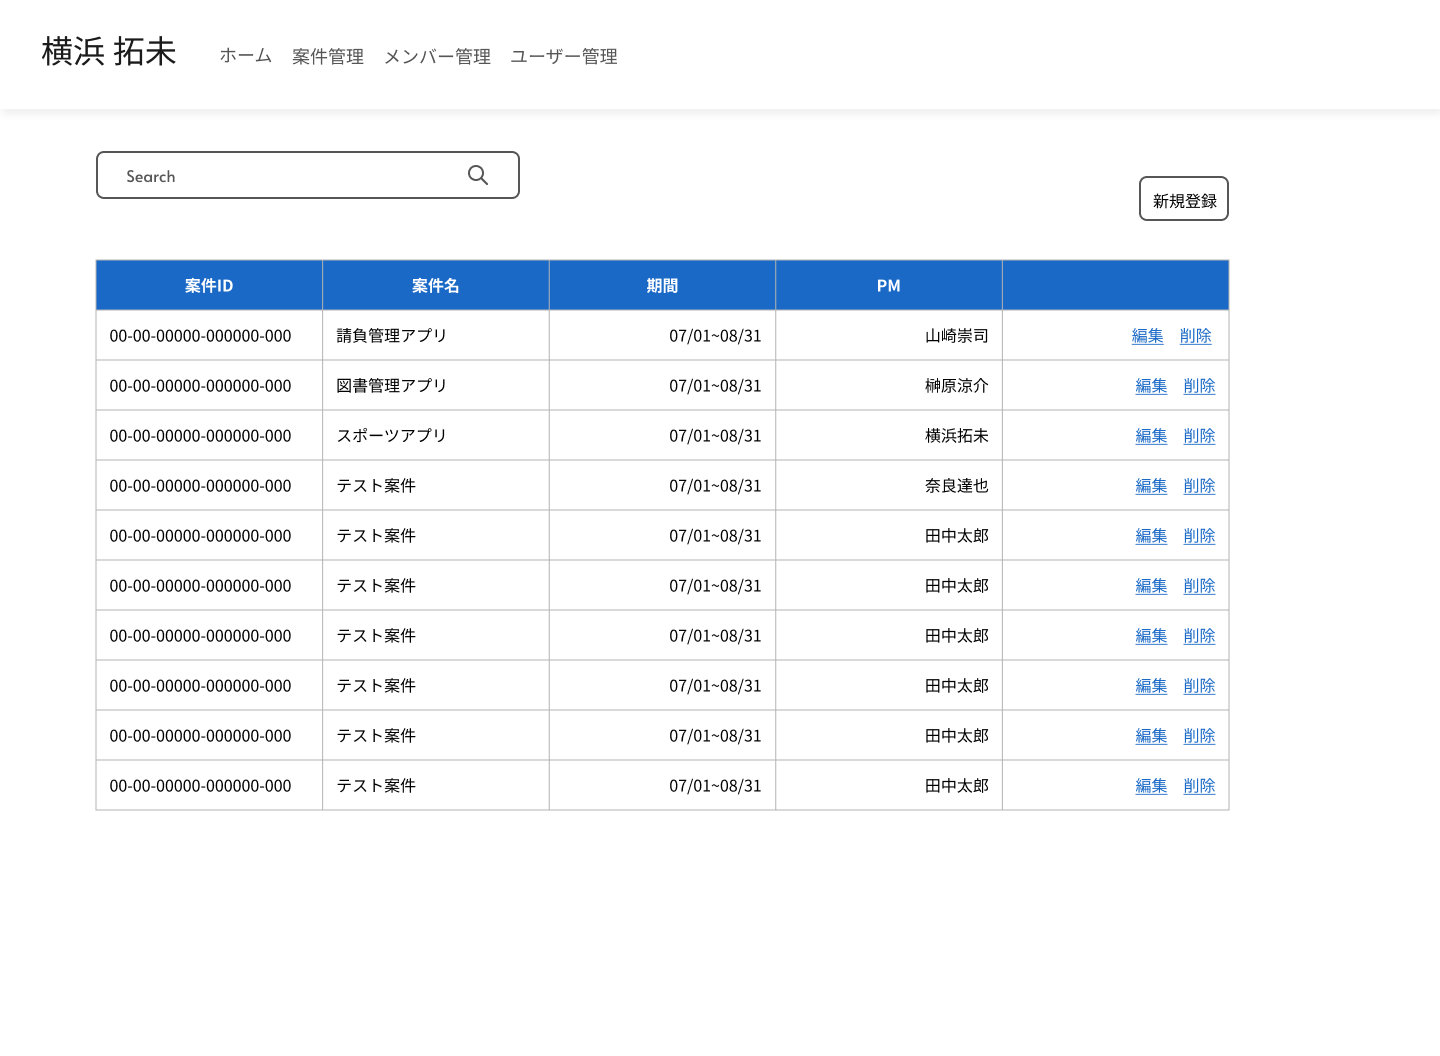 横浜 拓未 ホーム 案件管理 メンバー管理 ユーザー管理
Search
新規登録
案件ID 案件名 期間 PM
00-00-00000-000000-000 請負管理アプリ 07/01~08/31 山崎崇司 編集 削除
00-00-00000-000000-000 図書管理アプリ 07/01~08/31 榊原涼介 編集 削除
00-00-00000-000000-000 スポーツアプリ 07/01~08/31 横浜拓未 編集 削除
00-00-00000-000000-000 テスト案件 07/01~08/31 奈良達也 編集 削除
00-00-00000-000000-000 テスト案件 07/01~08/31 田中太郎 編集 削除
00-00-00000-000000-000 テスト案件 07/01~08/31 田中太郎 編集 削除
00-00-00000-000000-000 テスト案件 07/01~08/31 田中太郎 編集 削除
00-00-00000-000000-000 テスト案件 07/01~08/31 田中太郎 編集 削除
00-00-00000-000000-000 テスト案件 07/01~08/31 田中太郎 編集 削除
00-00-00000-000000-000 テスト案件 07/01~08/31 田中太郎 編集 削除